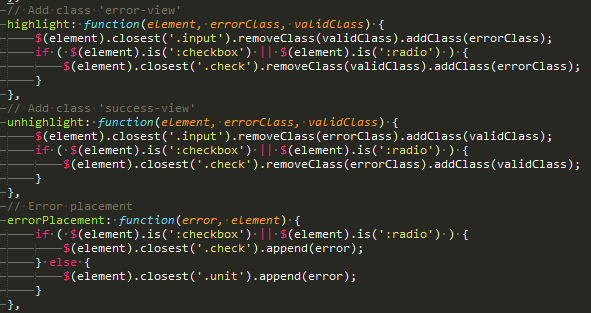 },
// Add class 'error-view'
highlight: function(element, errorClass, validClass) {
    $(element).closest('.input').removeClass(validClass).addClass(errorClass);
    if ( $(element).is(':checkbox') || $(element).is(':radio') ) {
        $(element).closest('.check').removeClass(validClass).addClass(errorClass);
    }
},
// Add class 'success-view'
unhighlight: function(element, errorClass, validClass) {
    $(element).closest('.input').removeClass(errorClass).addClass(validClass);
    if ( $(element).is(':checkbox') || $(element).is(':radio') ) {
        $(element).closest('.check').removeClass(errorClass).addClass(validClass);
    }
},
// Error placement
errorPlacement: function(error, element) {
    if ( $(element).is(':checkbox') || $(element).is(':radio') ) {
        $(element).closest('.check').append(error);
    } else {
        $(element).closest('.unit').append(error);
    }
},